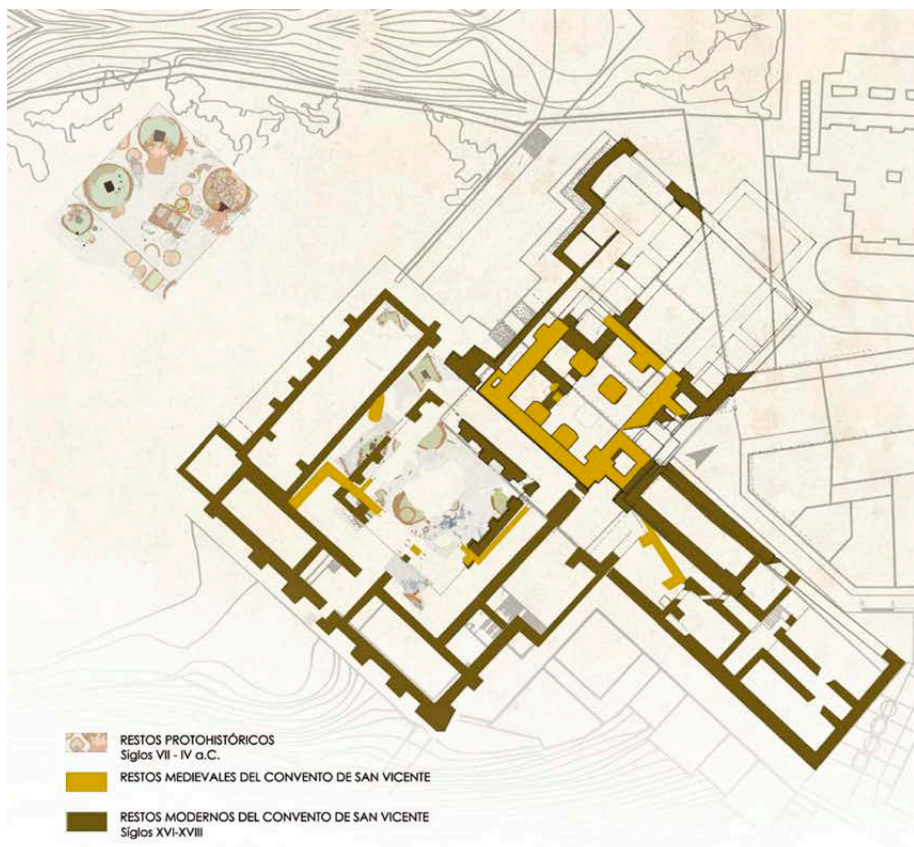 RESTOS PROTOHISTÓRICOS
Siglos VII - IV a.C.
RESTOS MEDIEVALES DEL CONVENTO DE SAN VICENTE
RESTOS MODERNOS DEL CONVENTO DE SAN VICENTE
Síglos XVI-XVIII